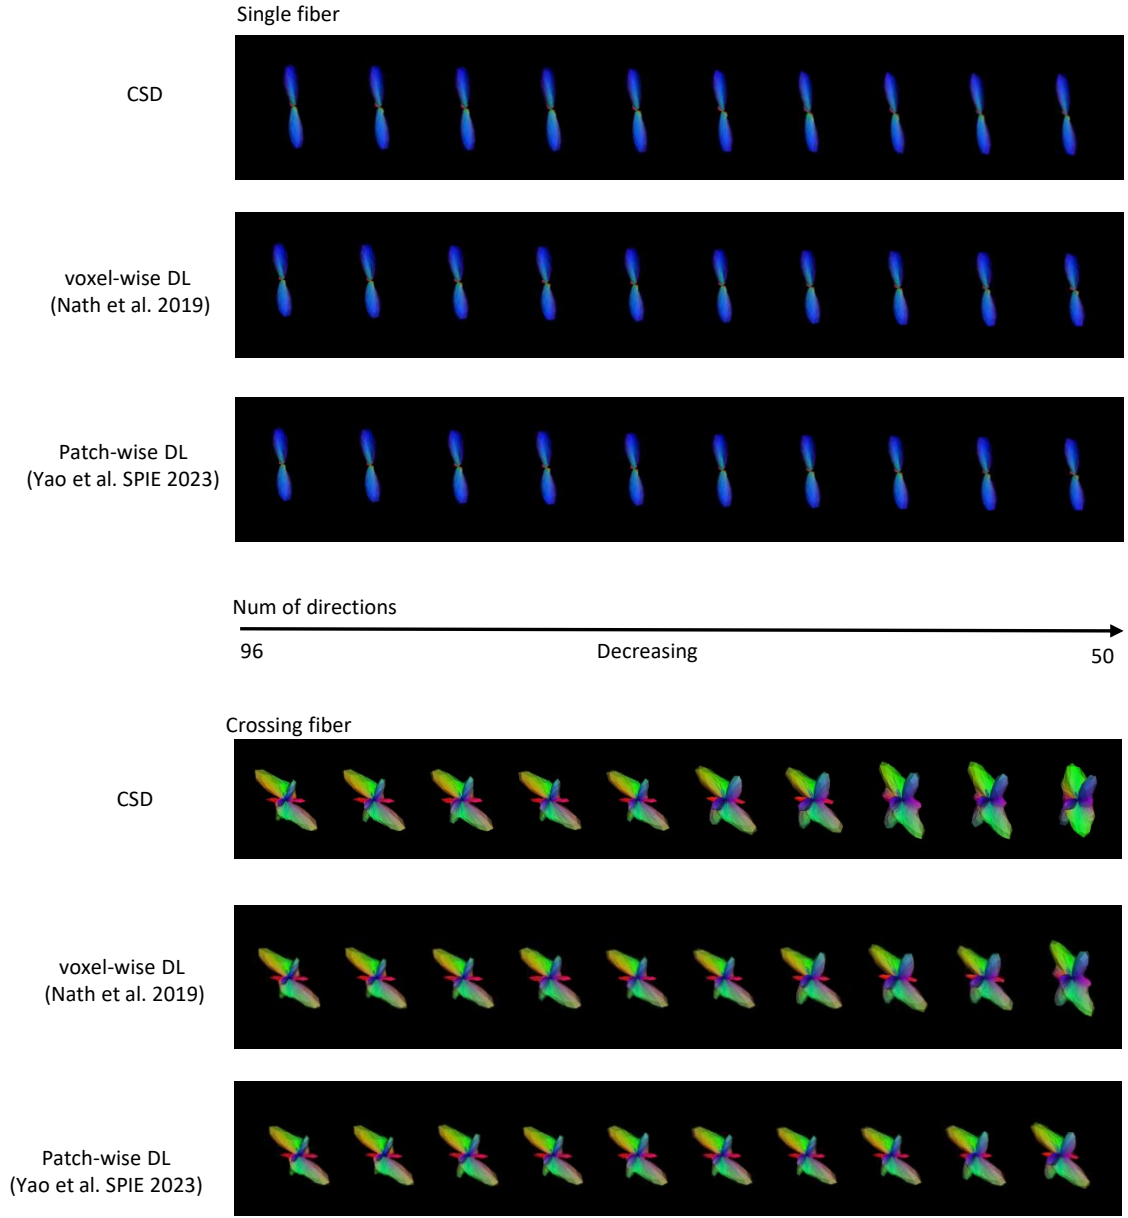 Single fiber
CSD
voxel-wise DL
(Nath et al. 2019)
Patch-wise DL
(Yao et al. SPIE 2023)
Num of directions
96
Decreasing
50
Crossing fiber
CSD
voxel-wise DL
(Nath et al. 2019)
Patch-wise DL
(Yao et al. SPIE 2023)